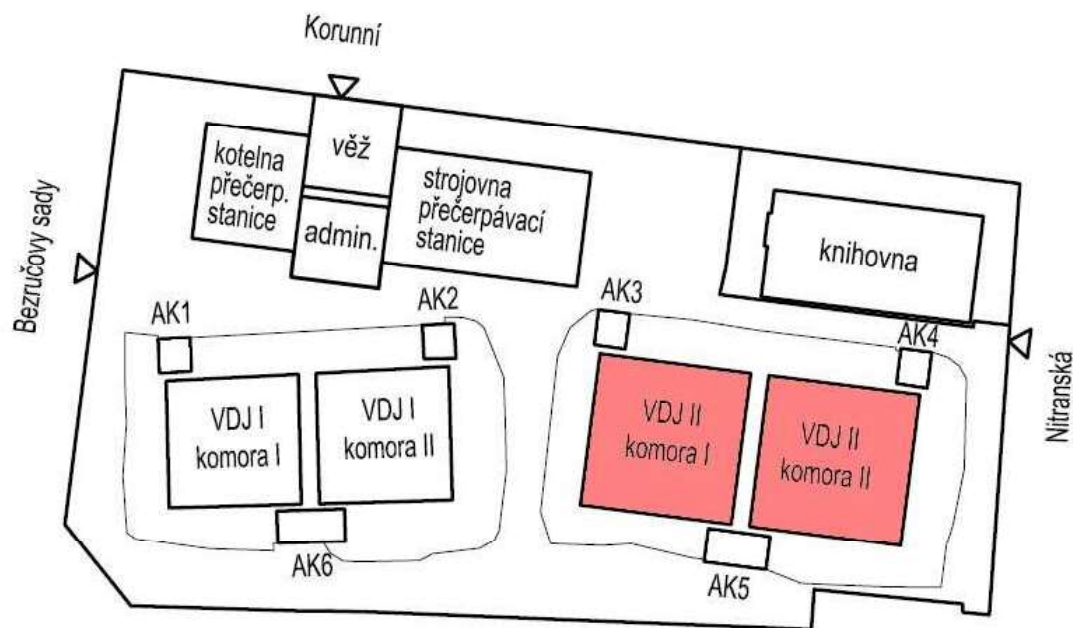 Korunní
Bezručovy sady
věž
kotelna
přečerp.
stanice
admin.
strojovna
přečerpávací
stanice
knihovna
Nitranská
AK1
AK2
AK3
AK4
VDJ I
komora I
VDJ I
komora II
VDJ II
komora I
VDJ II
komora II
AK6
AK5